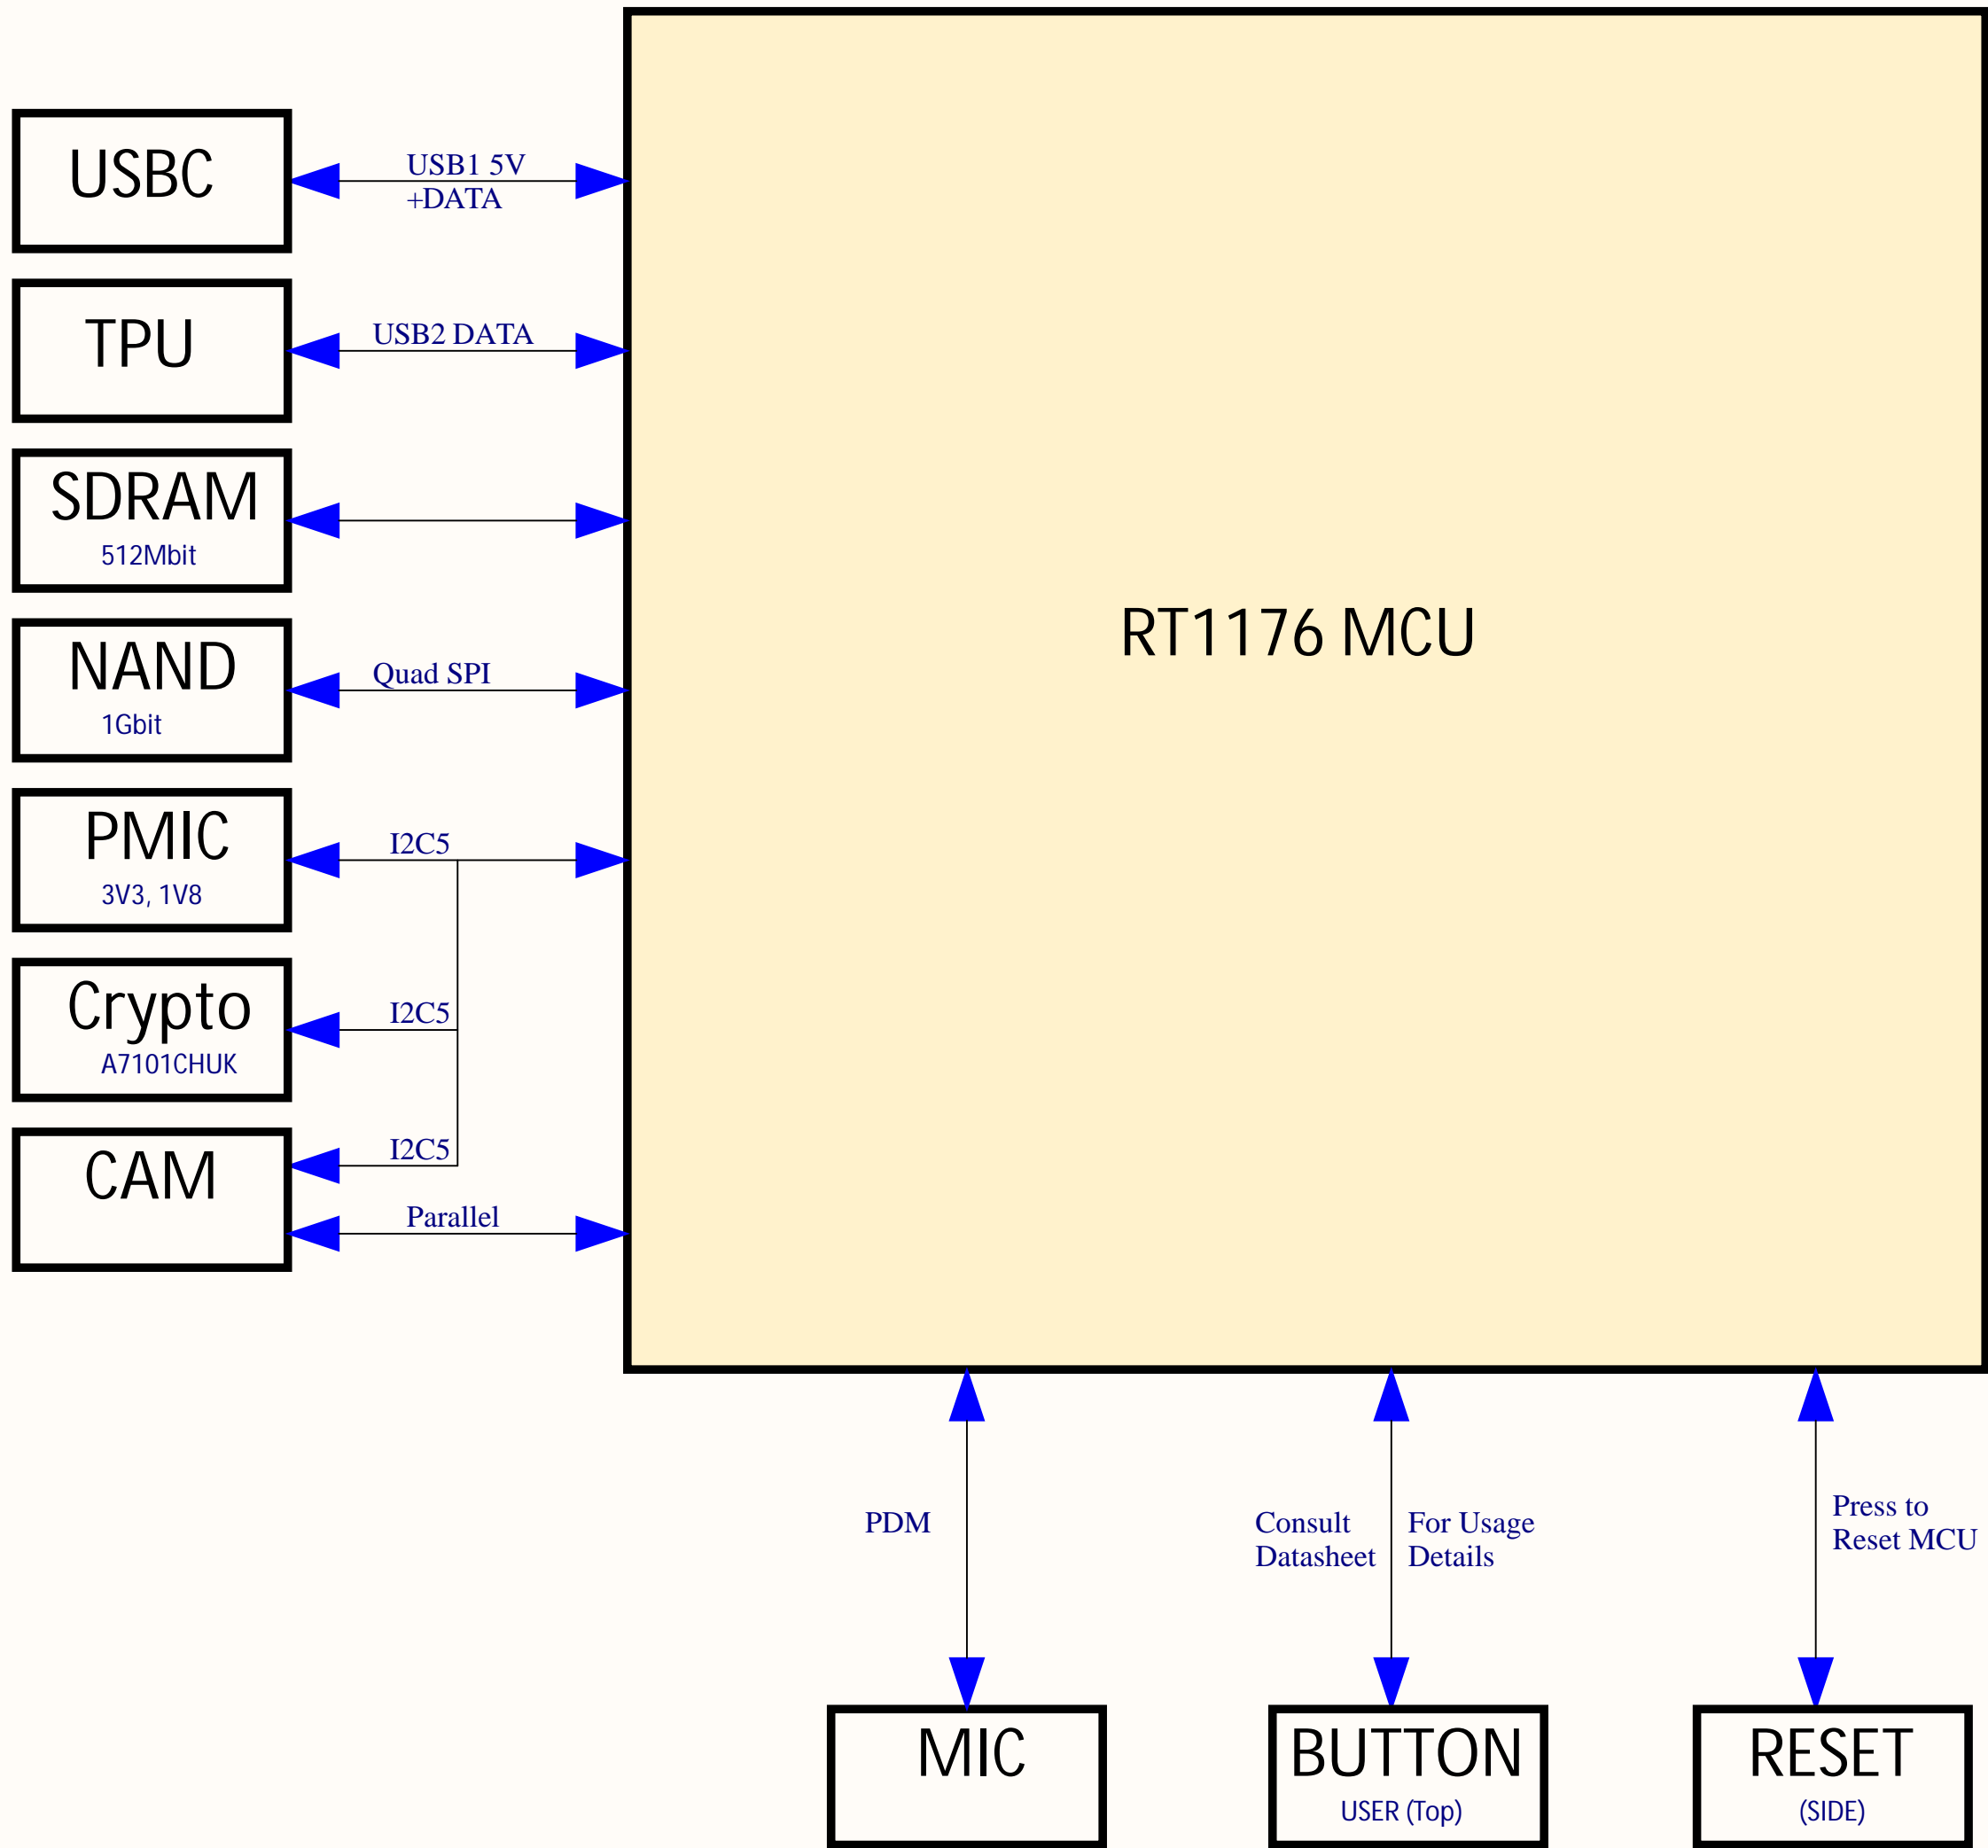 USBC
USB1 5V
+DATA
TPU
USB2 DATA
SDRAM
512Mbit
NAND
1Gbit
Quad SPI
RT1176 MCU
PMIC
3V3, 1V8
I2C5
Crypto
A7101CHUK
I2C5
CAM
I2C5
Parallel
PDM
Consult
Datasheet
For Usage
Details
Press to
Reset MCU
MIC
BUTTON
USER (Top)
RESET
(SIDE)